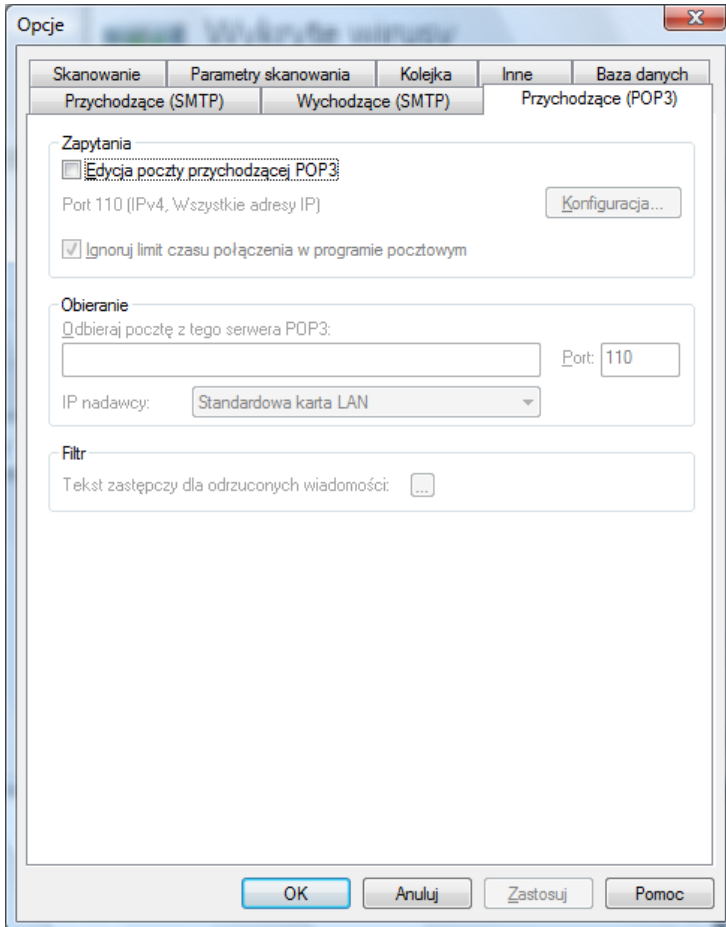 Opcje
Wykryte wirusy
Skanowanie
Parametry skanowania
Kolejka
Inne
Baza danych
Przychodzące (SMTP)
Wychodzące (SMTP)
Przychodzące (POP3)
Zapytania
Edycja poczty przychodzącej POP3
Port 110 (IPv4, Wszystkie adresy IP)
Konfiguracja...
Ignoruj limit czasu połączenia w programie pocztowym
Obieranie
Odbieraj pocztę z tego serwera POP3:
Port: 110
IP nadawcy: Standardowa karta LAN
Filtr
Tekst zastępczy dla odrzuconych wiadomości: ...
OK
Anuluj
Zastosuj
Pomoc